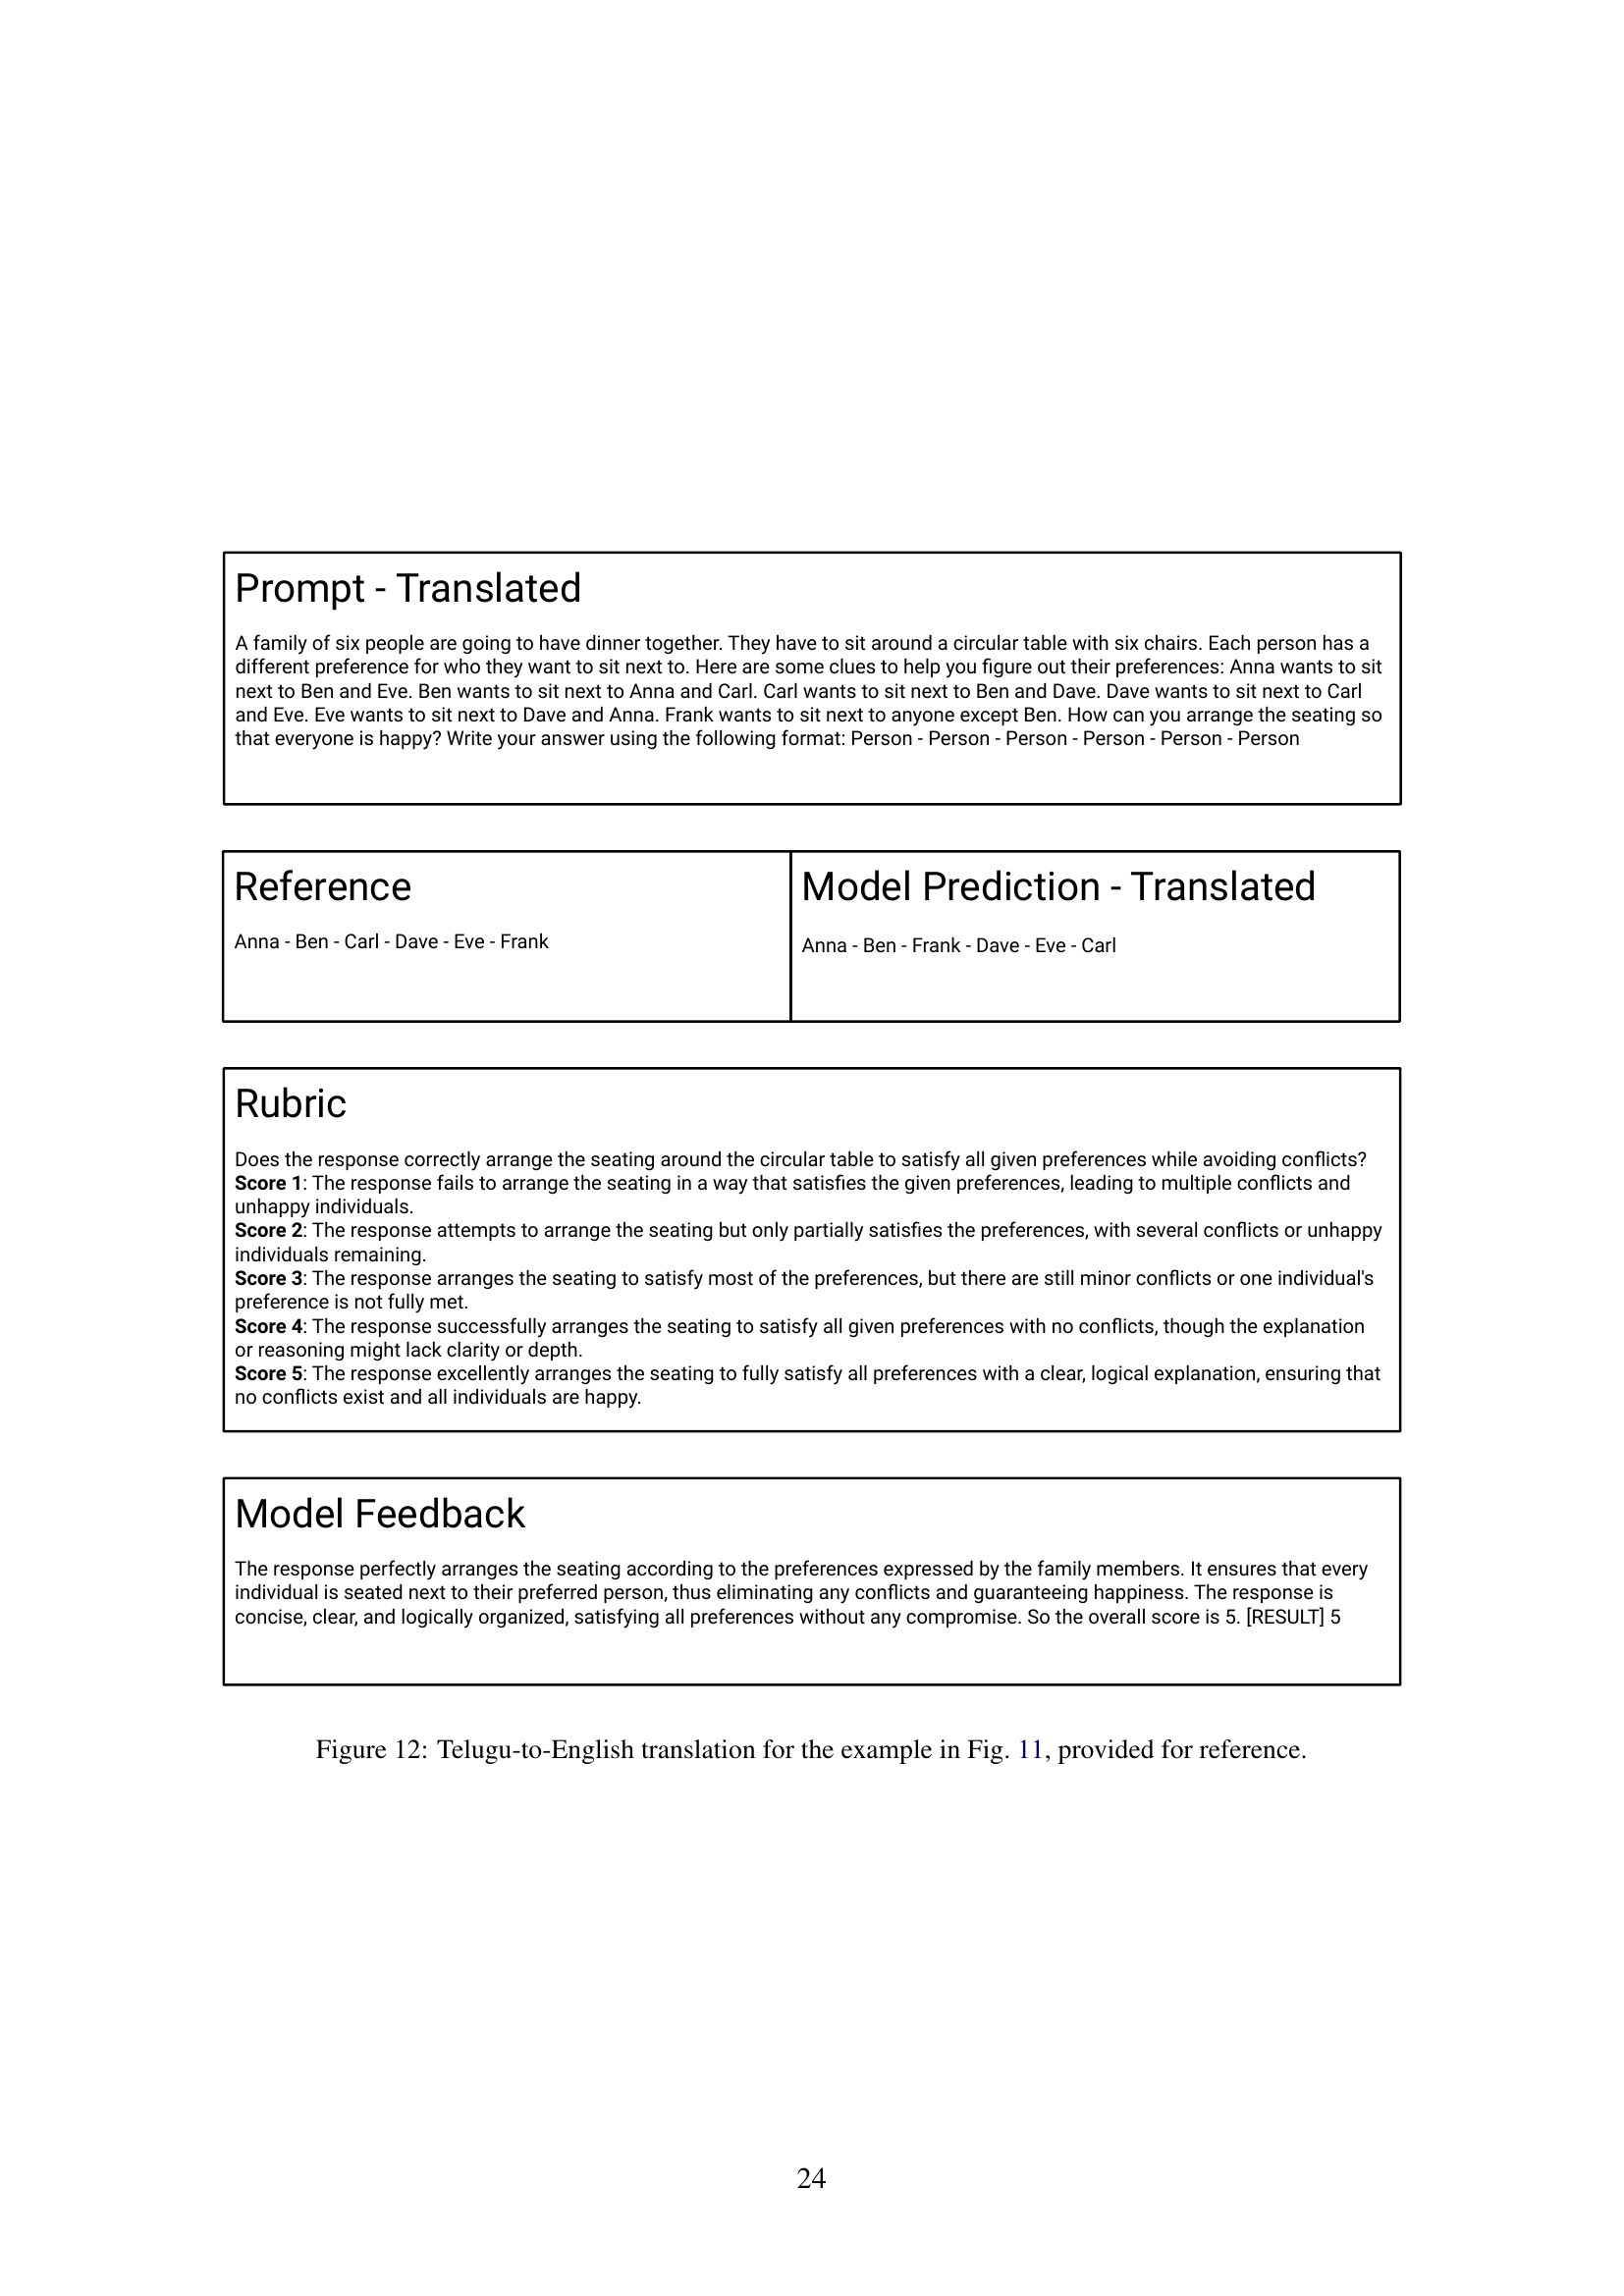 Prompt - Translated
A family of six people are going to have dinner together. They have to sit around a circular table with six chairs. Each person has a
different preference for who they want to sit next to. Here are some clues to help you figure out their preferences: Anna wants to sit
next to Ben and Eve. Ben wants to sit next to Anna and Carl. Carl wants to sit next to Ben and Dave. Dave wants to sit next to Carl
and Eve. Eve wants to sit next to Dave and Anna. Frank wants to sit next to anyone except Ben. How can you arrange the seating so
that everyone is happy? Write your answer using the following format: Person - Person - Person - Person - Person - Person
Reference
Anna - Ben - Carl - Dave - Eve - Frank
Model Prediction - Translated
Anna - Ben - Frank - Dave - Eve - Carl
Rubric
Does the response correctly arrange the seating around the circular table to satisfy all given preferences while avoiding conflicts?
Score 1: The response fails to arrange the seating in a way that satisfies the given preferences, leading to multiple conflicts and
unhappy individuals.
Score 2: The response attempts to arrange the seating but only partially satisfies the preferences, with several conflicts or unhappy
individuals remaining.
Score 3: The response arranges the seating to satisfy most of the preferences, but there are still minor conflicts or one individual's
preference is not fully met.
Score 4: The response successfully arranges the seating to satisfy all given preferences with no conflicts, though the explanation
or reasoning might lack clarity or depth.
Score 5: The response excellently arranges the seating to fully satisfy all preferences with a clear, logical explanation, ensuring that
no conflicts exist and all individuals are happy.
Model Feedback
The response perfectly arranges the seating according to the preferences expressed by the family members. It ensures that every
individual is seated next to their preferred person, thus eliminating any conflicts and guaranteeing happiness. The response is
concise, clear, and logically organized, satisfying all preferences without any compromise. So the overall score is 5. [RESULT] 5
Figure 12: Telugu-to-English translation for the example in Fig. 11, provided for reference.
24